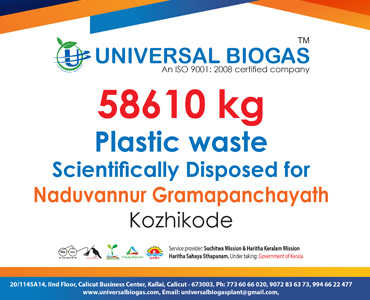 TM
UNIVERSAL BIOGAS
An ISO 9001: 2008 certified company
58610 kg
Plastic waste
Scientifically Disposed for
Naduvannur Gramapanchayath
Kozhikode
Service provider: Suchitwa Mission & Haritha Keralam Mission
Haritha Sahaya Sthapanam, Under taking: Government of Kerala.
20/1145A14, IInd Floor, Calicut Business Center, Kallai, Calicut - 673003, Ph: 773 60 66 020, 9072 83 63 73, 994 66 22 477
www.universalbiogas.com, Email: universalbiogasplant@gmail.com,